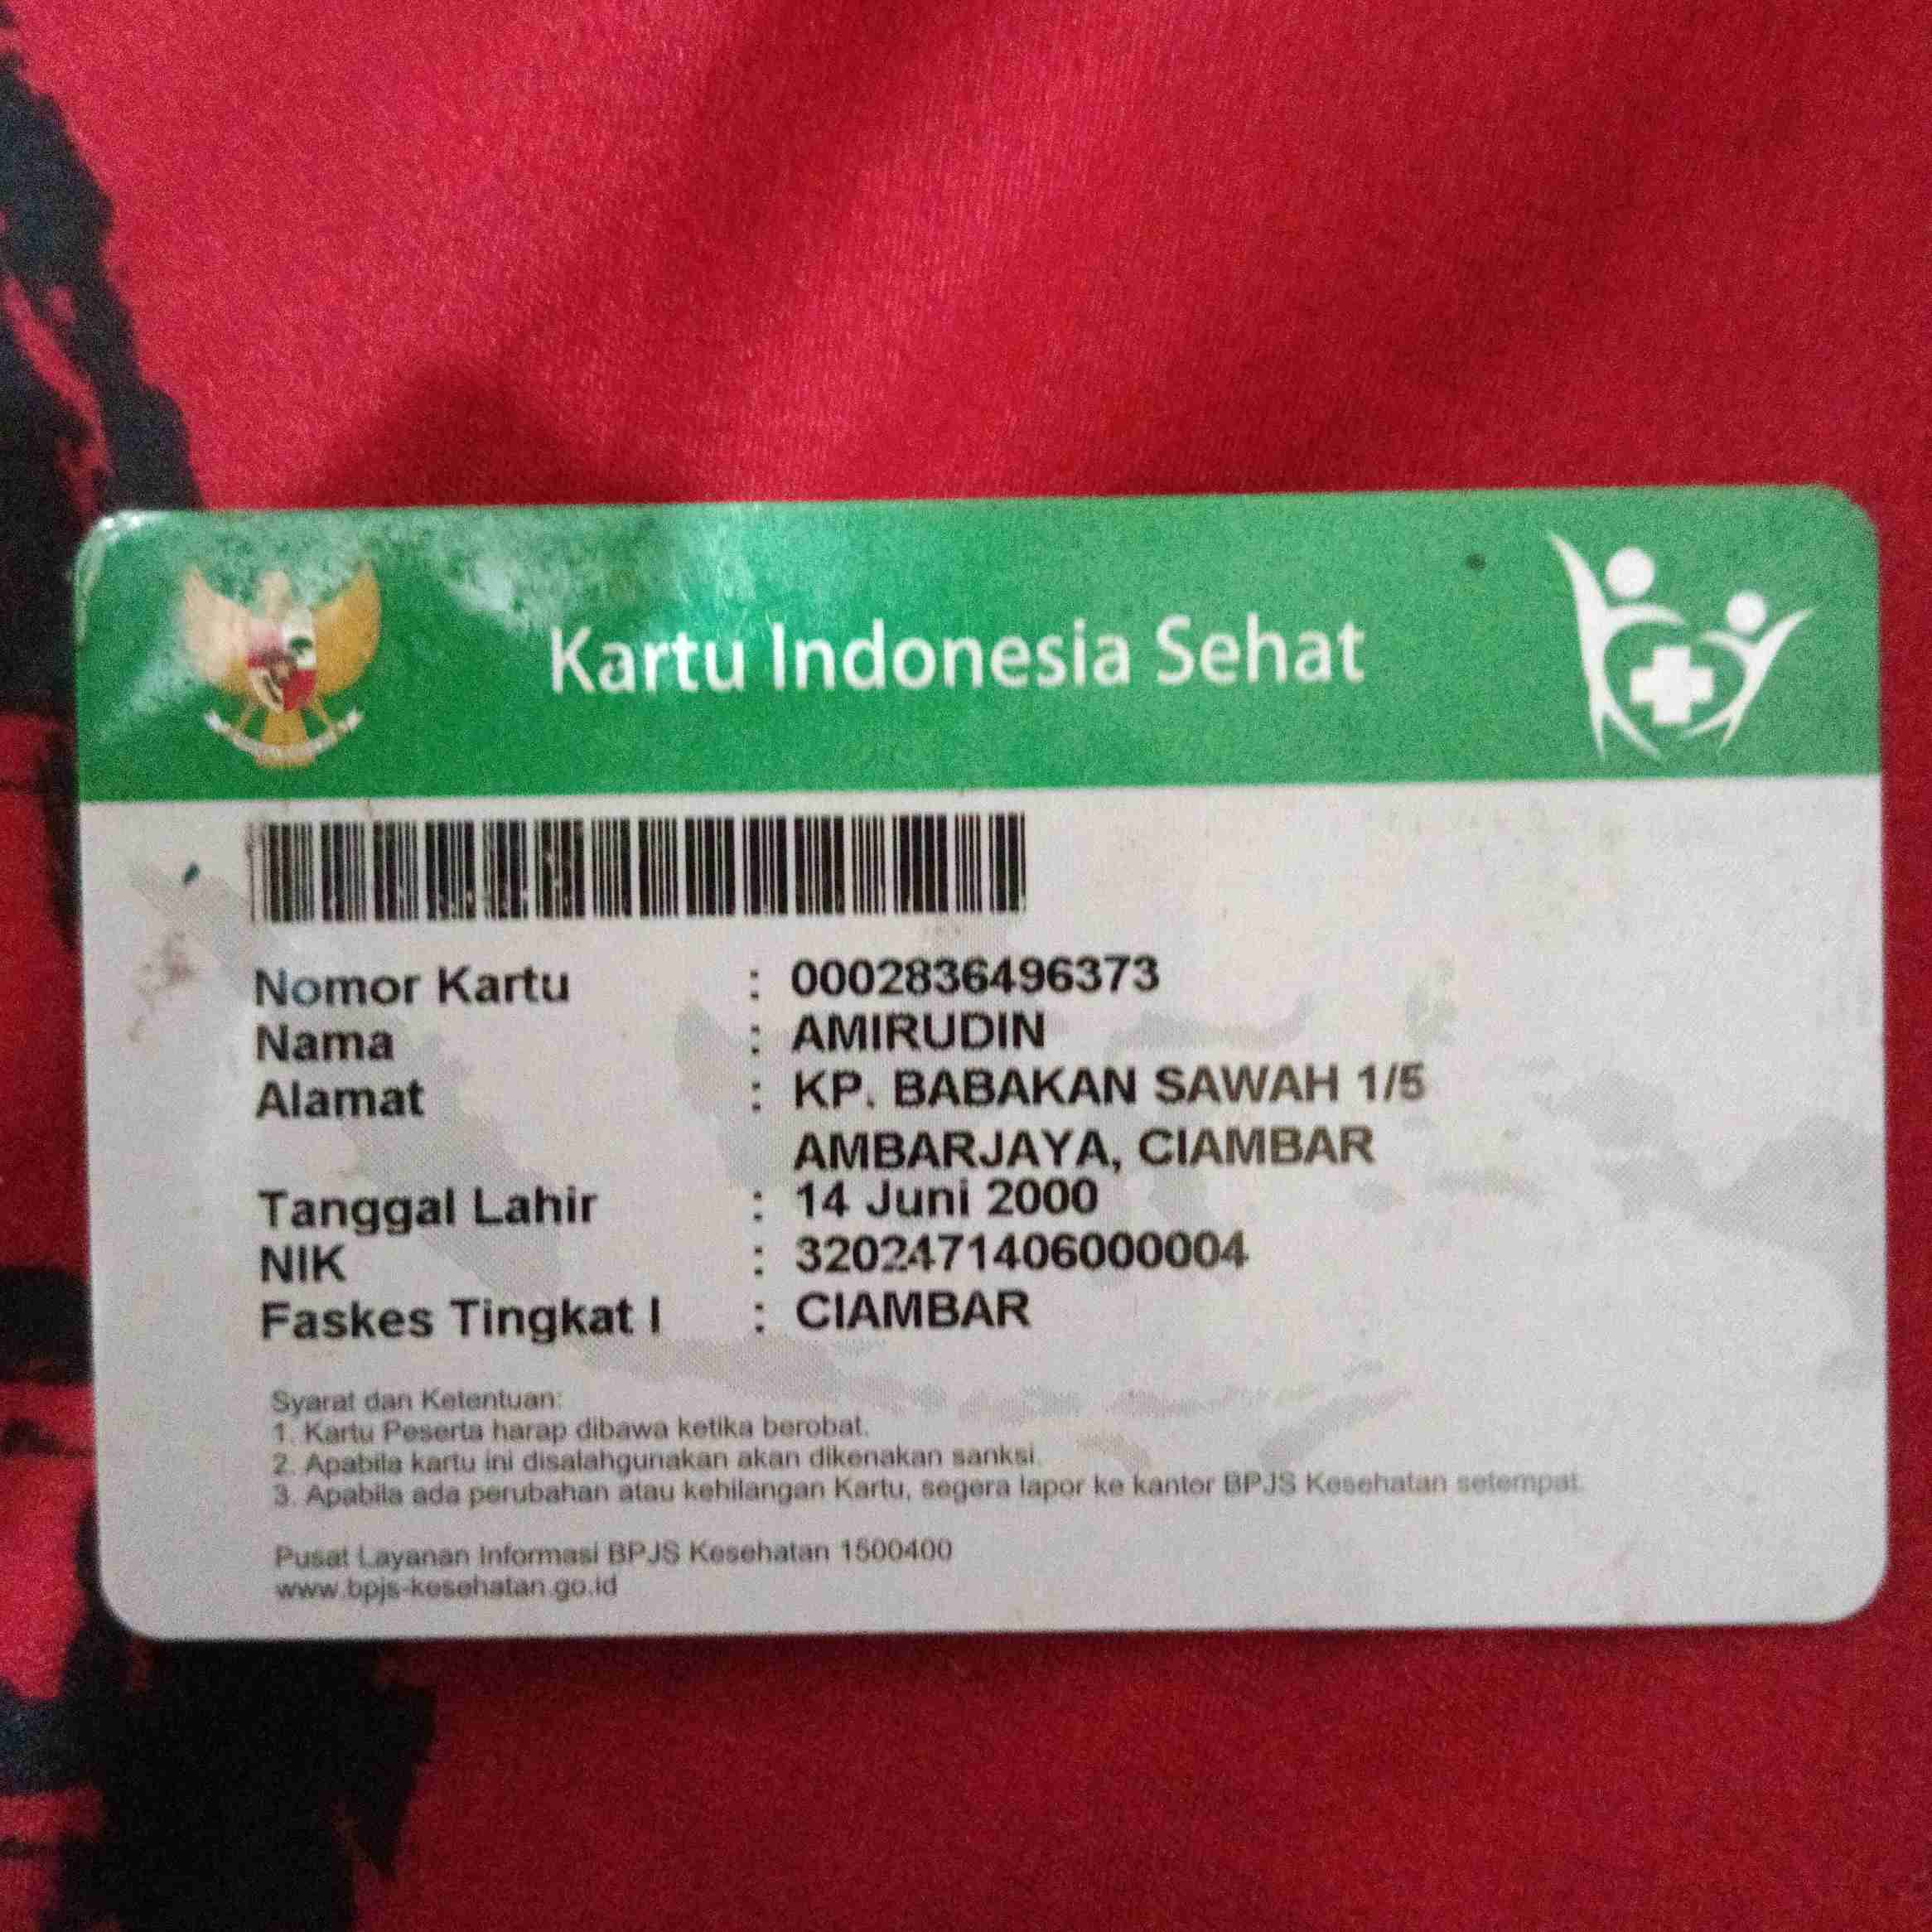 Kartu Indonesia Sehat
Nomor Kartu : 0002836496373
Nama : AMIRUDIN
Alamat : KP. BABAKAN SAWAH 1/5
AMBARJAYA, CIAMBAR
Tanggal Lahir : 14 Juni 2000
NIK : 3202471406000004
Faskes Tingkat I : CIAMBAR
Syarat dan Ketentuan:
1. Kartu Peserta harap dibawa ketika berobat.
2. Apabila kartu ini disalahgunakan akan dikenakan sanksi.
3. Apabila ada perubahan atau kehilangan Kartu, segera lapor ke kantor BPJS Kesehatan setempat.
Pusat Layanan Informasi BPJS Kesehatan 1500400
www.bpjs-kesehatan.go.id